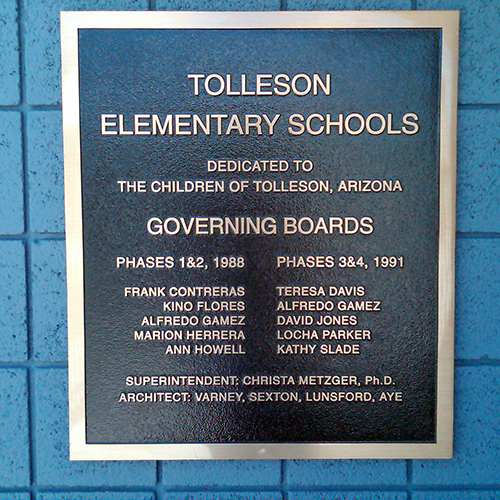 TOLLESON
ELEMENTARY SCHOOLS
DEDICATED TO
THE CHILDREN OF TOLLESON, ARIZONA
GOVERNING BOARDS
PHASES 1&2, 1988
FRANK CONTRERAS
KINO FLORES
ALFREDO GAMEZ
MARION HERRERA
ANN HOWELL
PHASES 3&4, 1991
TERESA DAVIS
ALFREDO GAMEZ
DAVID JONES
LOCHA PARKER
KATHY SLADE
SUPERINTENDENT: CHRISTA METZGER, Ph.D.
ARCHITECT: VARNEY, SEXTON, LUNSFORD, AYE